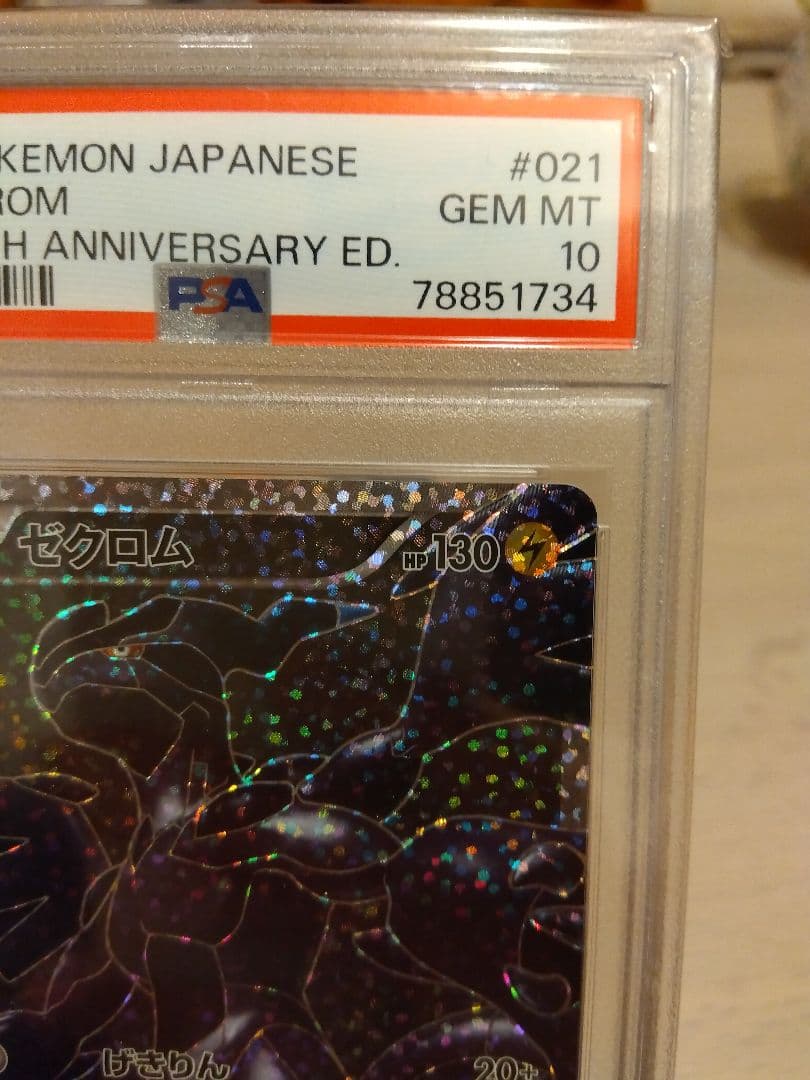 KEMON JAPANESE #021
ROM GEM MT
H ANNIVERSARY ED. 10
PSA 78851734
ゼクロム HP130
げきりん 20+